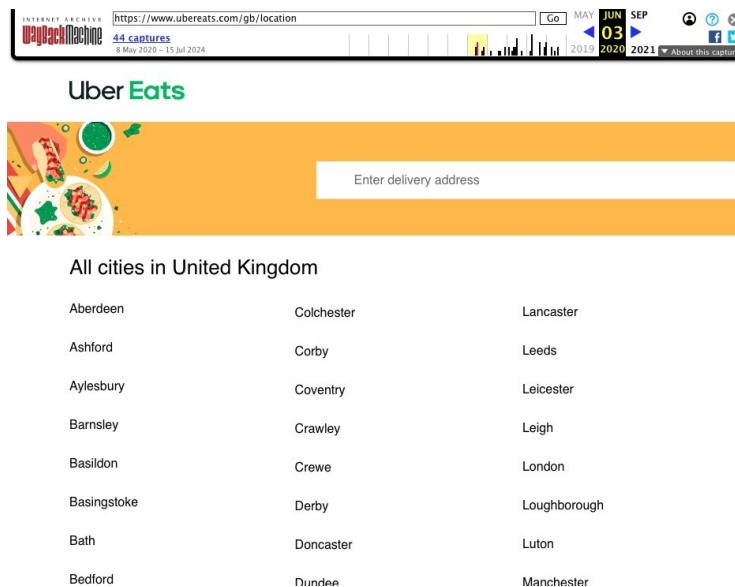 INTERNET ARCHIVE
WayBackMachine
https://www.ubereats.com/gb/location
Go
44 captures
8 May 2020 – 15 Jul 2024
MAY JUN SEP
03
2019 2020 2021
▼ About this captur
Uber Eats
Enter delivery address
All cities in United Kingdom
Aberdeen
Ashford
Aylesbury
Barnsley
Basildon
Basingstoke
Bath
Bedford
Colchester
Corby
Coventry
Crawley
Crewe
Derby
Doncaster
Dundee
Lancaster
Leeds
Leicester
Leigh
London
Loughborough
Luton
Manchester